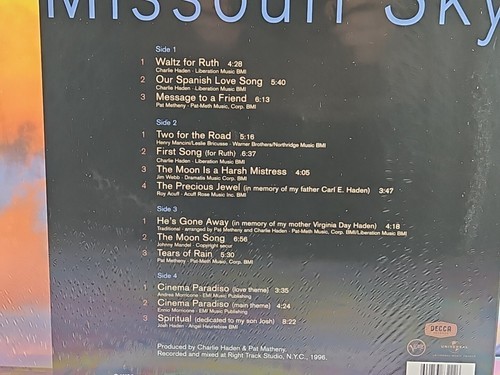 Missouri Sky
Side 1
1 Waltz for Ruth 4:28
Charlie Haden · Liberation Music BMI
2 Our Spanish Love Song 5:40
Charlie Haden · Liberation Music BMI
3 Message to a Friend 6:13
Pat Metheny · Pat-Meth Music, Corp. BMI
Side 2
1 Two for the Road 5:16
Henry Mancini/Leslie Bricusse · Warner Brothers/Northridge Music BMI
2 First Song (for Ruth) 6:37
Charlie Haden · Liberation Music BMI
3 The Moon Is a Harsh Mistress 4:05
Jim Webb · Dramatis Music Corp. BMI
4 The Precious Jewel (in memory of my father Carl E. Haden) 3:47
Roy Acuff · Acuff Rose Music Inc. BMI
Side 3
1 He's Gone Away (in memory of my mother Virginia Day Haden) 4:18
Traditional · arranged by Pat Metheny and Charlie Haden · Pat-Meth Music, Corp. BMI/Liberation Music BMI
2 The Moon Song 6:56
Johnny Mandel · Copyright secur
3 Tears of Rain 5:30
Pat Metheny · Pat-Meth Music, Corp. BMI
Side 4
1 Cinema Paradiso (love theme) 3:35
Andrea Morricone · EMI Music Publishing
2 Cinema Paradiso (main theme) 4:24
Ennio Morricone · EMI Music Publishing
3 Spiritual (dedicated to my son Josh) 8:22
Josh Haden · Angel Heurtebise BMI
Produced by Charlie Haden & Pat Metheny.
Recorded and mixed at Right Track Studio, N.Y.C., 1996.
DECCA
Verve
UNIVERSAL